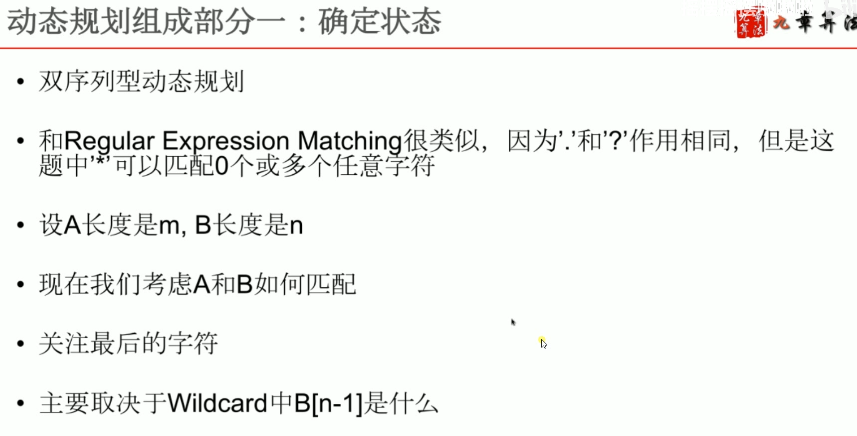 动态规划组成部分一：确定状态
九章算法
• 双序列型动态规划
• 和Regular Expression Matching很类似，因为'.'和'?'作用相同，但是这
题中'*'可以匹配0个或多个任意字符
• 设A长度是m, B长度是n
• 现在我们考虑A和B如何匹配
• 关注最后的字符
• 主要取决于Wildcard中B[n-1]是什么